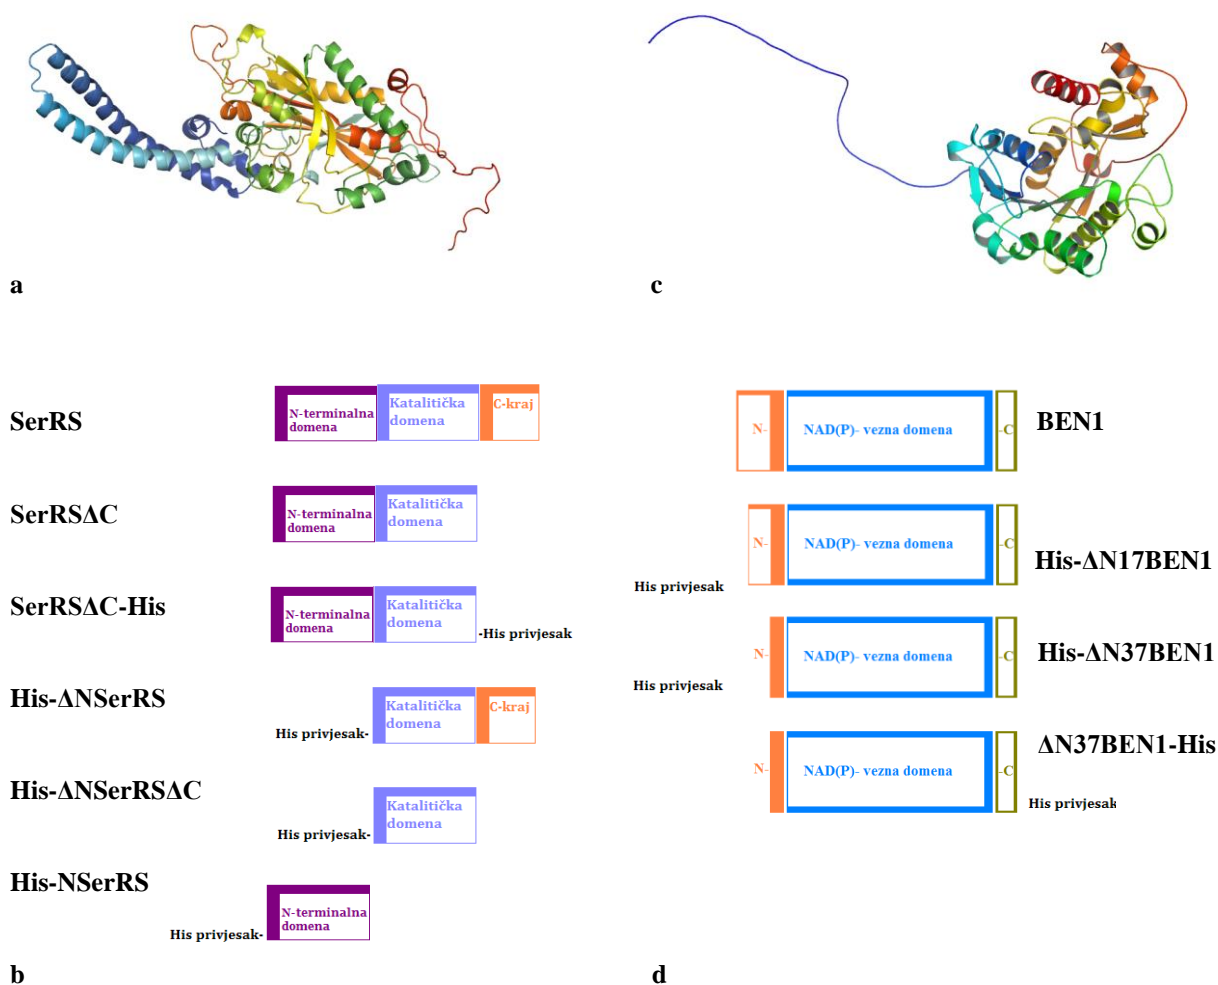 a
c
SerRS
N-terminalna
domena
Katalitička
domena
C-kraj
SerRSΔC
N-terminalna
domena
Katalitička
domena
SerRSΔC-His
N-terminalna
domena
Katalitička
domena
-His privjesak
His-ΔNSerRS
His privjesak-
Katalitička
domena
C-kraj
His-ΔNSerRSΔC
His privjesak-
Katalitička
domena
His-NSerRS
His privjesak-
N-terminalna
domena
b
N-
NAD(P)- vezna domena
-C
BEN1
N-
NAD(P)- vezna domena
-C
His-ΔN17BEN1
His privjesak
N-
NAD(P)- vezna domena
-C
His-ΔN37BEN1
His privjesak
N-
NAD(P)- vezna domena
-C
ΔN37BEN1-His
His privjesak
d